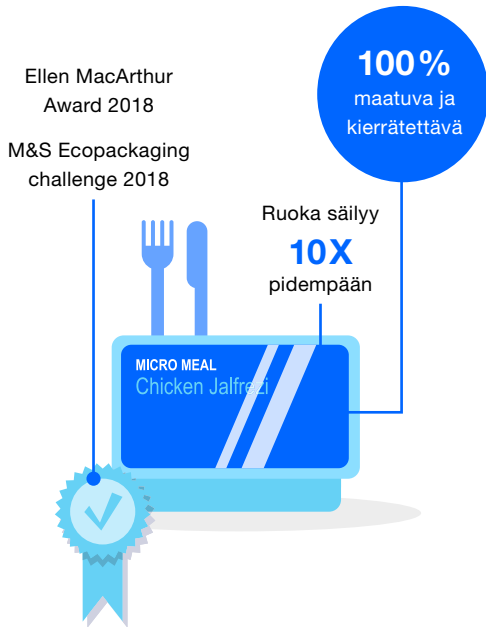 Ellen MacArthur
Award 2018
M&S Ecopackaging
challenge 2018
100 %
maatuva ja
kierrätettävä
Ruoka säilyy
10X
pidempään
MICRO MEAL
Chicken Jalfrezi